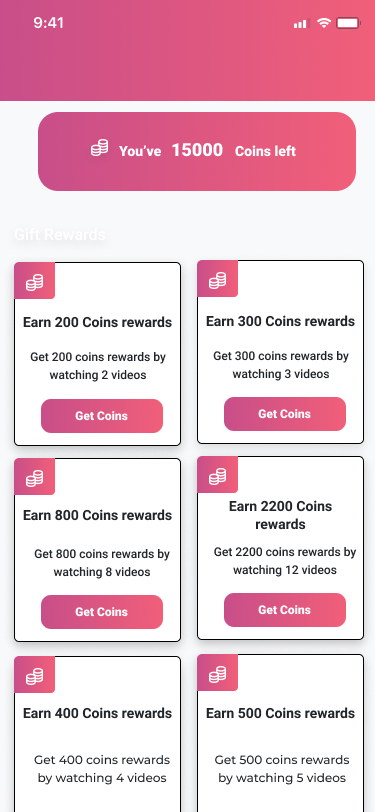 9:41
You've 15000 Coins left
Gift Rewards
Earn 200 Coins rewards
Get 200 coins rewards by
watching 2 videos
Get Coins
Earn 300 Coins rewards
Get 300 coins rewards by
watching 3 videos
Get Coins
Earn 800 Coins rewards
Get 800 coins rewards by
watching 8 videos
Get Coins
Earn 2200 Coins
rewards
Get 2200 coins rewards by
watching 12 videos
Get Coins
Earn 400 Coins rewards
Get 400 coins rewards
by watching 4 videos
Earn 500 Coins rewards
Get 500 coins rewards
by watching 5 videos